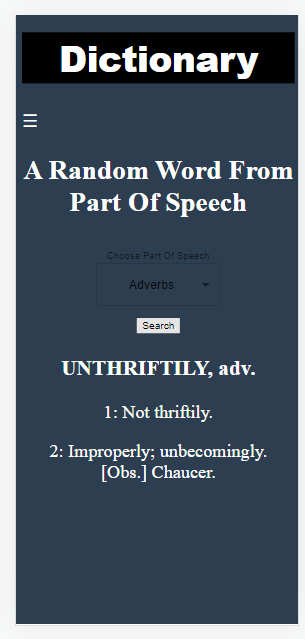 Dictionary
☰
A Random Word From
Part Of Speech
Choose Part Of Speech
Adverbs
Search
UNTHRIFTILY, adv.
1: Not thriftily.
2: Improperly; unbecomingly.
[Obs.] Chaucer.